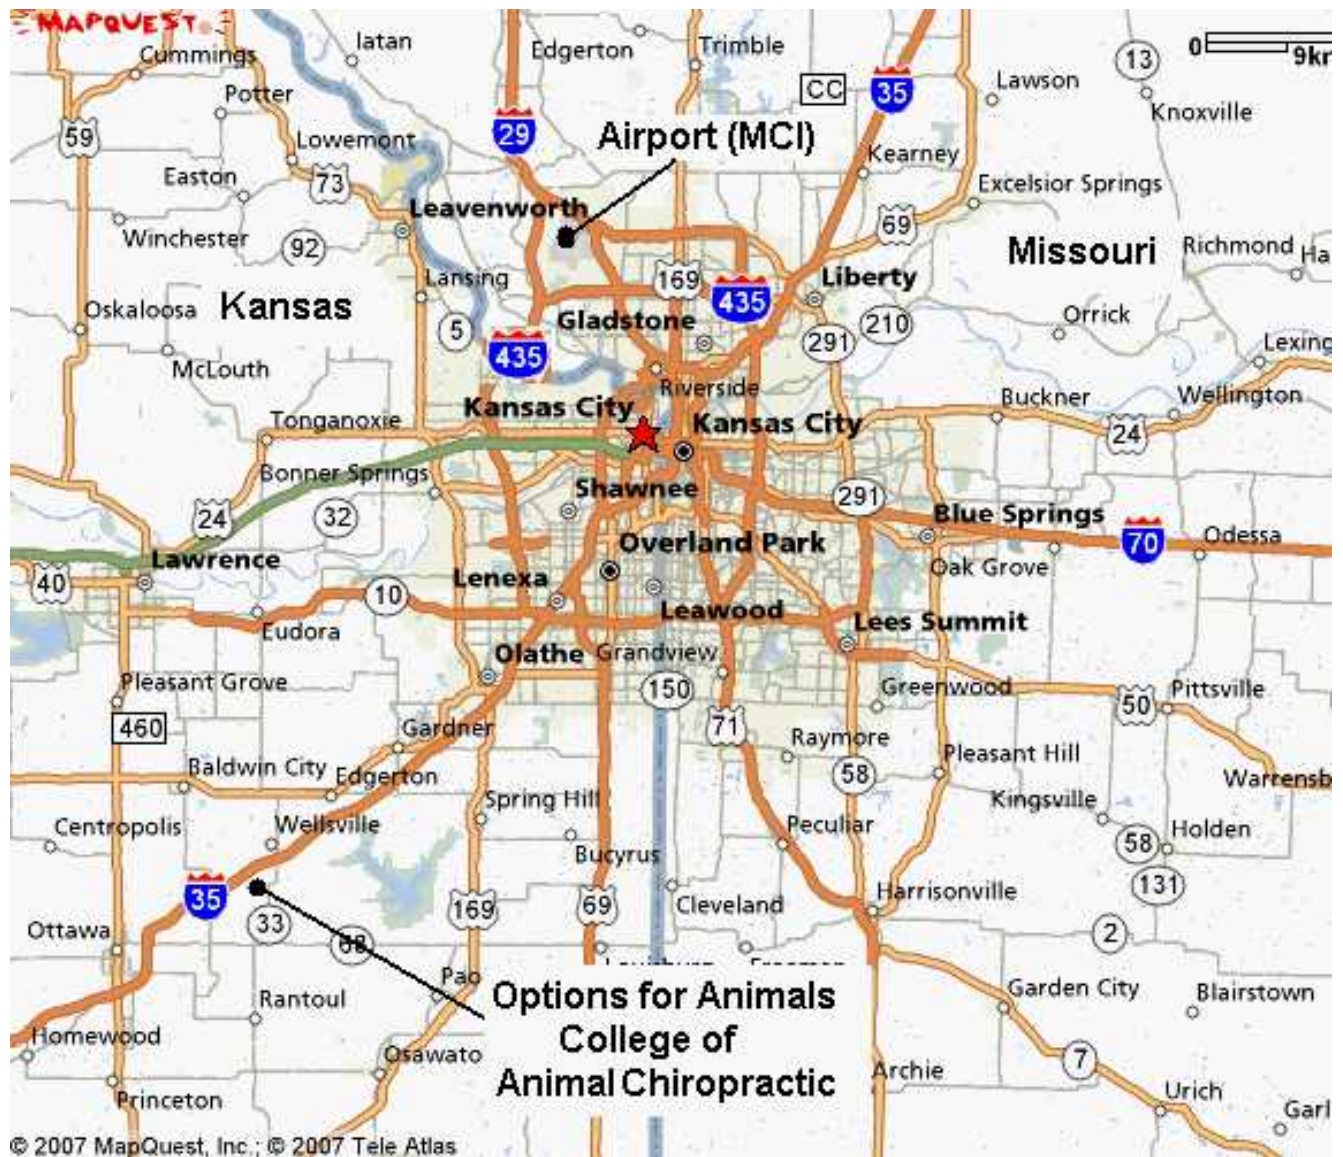 MAPQUEST
Iatan
Edgerton
Trimble
13
0
Cummings
CC
35
Lawson
Potter
Knoxville
59
Lowemont
29
Airport (MCI)
Kearney
Easton
73
Excelsior Springs
Leavenworth
69
Winchester
92
Missouri
Richmond
Lansing
169
Liberty
Kansas
435
Oskaloosa
5
Gladstone
210
Orrick
291
435
McLouth
Riverside
Buckner
Wellington
Kansas City
Tonganoxie
Kansas City
24
Bonner Springs
Shawnee
291
24
32
Blue Springs
70
Odessa
Lawrence
Overland Park
Oak Grove
40
Lenexa
10
Leawood
Lees Summit
Eudora
Olathe
Grandview
Pleasant Grove
150
Greenwood
Pittsville
50
460
Gardner
71
Raymore
Pleasant Hill
Baldwin City
Edgerton
58
Warrensb
Spring Hill
Kingsville
Centropolis
Wellsville
Peculiar
58
Holden
Bucyrus
131
35
Harrisonville
169
69
Cleveland
33
Ottawa
2
68
Pao
Rantoul
Options for Animals
College of
Animal Chiropractic
Garden City
Blairstown
Homewood
Osawato
7
Archie
Princeton
Urich
Garl
© 2007 MapQuest, Inc.; © 2007 Tele Atlas